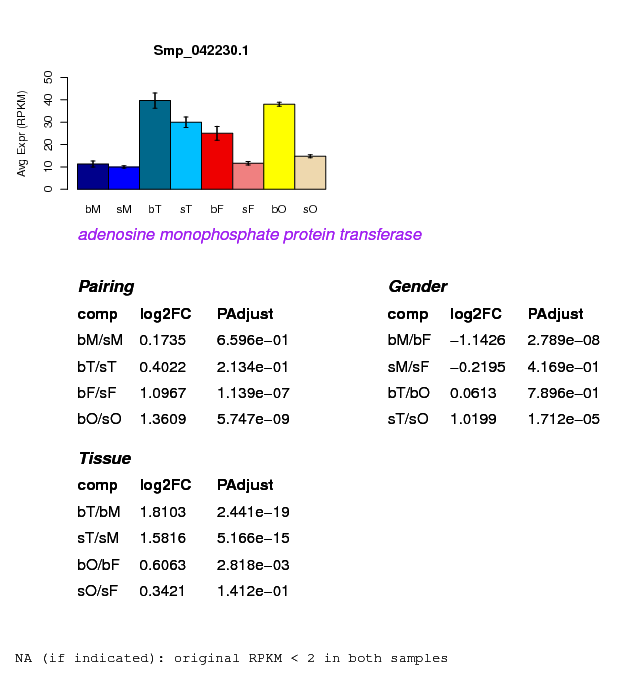 Smp_042230.1
Avg Expr (RPKM)
0 10 20 30 40 50
bM sM bT sT bF sF bO sO
adenosine monophosphate protein transferase
Pairing
comp log2FC PAdjust
bM/sM 0.1735 6.596e−01
bT/sT 0.4022 2.134e−01
bF/sF 1.0967 1.139e−07
bO/sO 1.3609 5.747e−09
Gender
comp log2FC PAdjust
bM/bF −1.1426 2.789e−08
sM/sF −0.2195 4.169e−01
bT/bO 0.0613 7.896e−01
sT/sO 1.0199 1.712e−05
Tissue
comp log2FC PAdjust
bT/bM 1.8103 2.441e−19
sT/sM 1.5816 5.166e−15
bO/bF 0.6063 2.818e−03
sO/sF 0.3421 1.412e−01
NA (if indicated): original RPKM < 2 in both samples